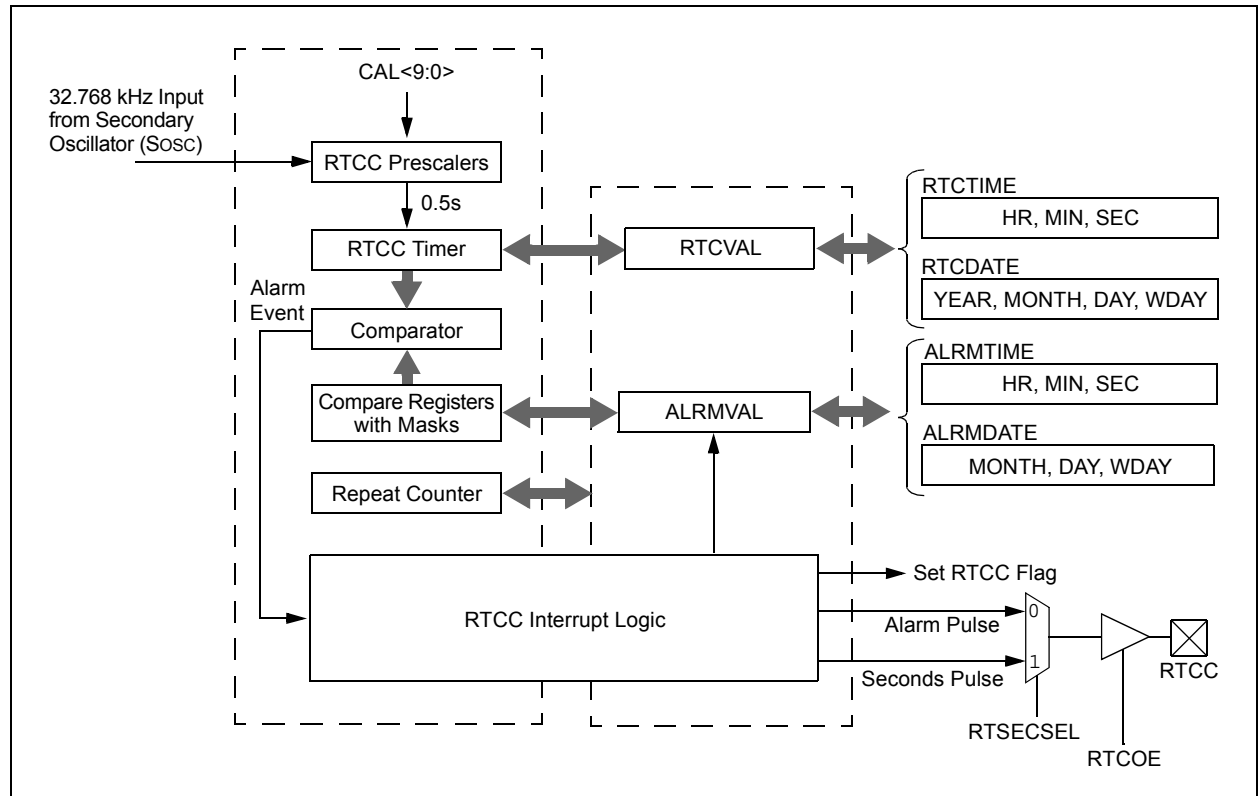 CAL<9:0>
32.768 kHz Input
from Secondary
Oscillator (SOSC)
RTCC Prescalers
0.5s
RTCC Timer
RTCVAL
RTCTIME
HR, MIN, SEC
RTCDATE
YEAR, MONTH, DAY, WDAY
Alarm
Event
Comparator
Compare Registers
with Masks
ALRMVAL
ALRMTIME
HR, MIN, SEC
ALRMDATE
MONTH, DAY, WDAY
Repeat Counter
RTCC Interrupt Logic
Set RTCC Flag
Alarm Pulse
0
Seconds Pulse
1
RTCC
RTSECSEL
RTCOE